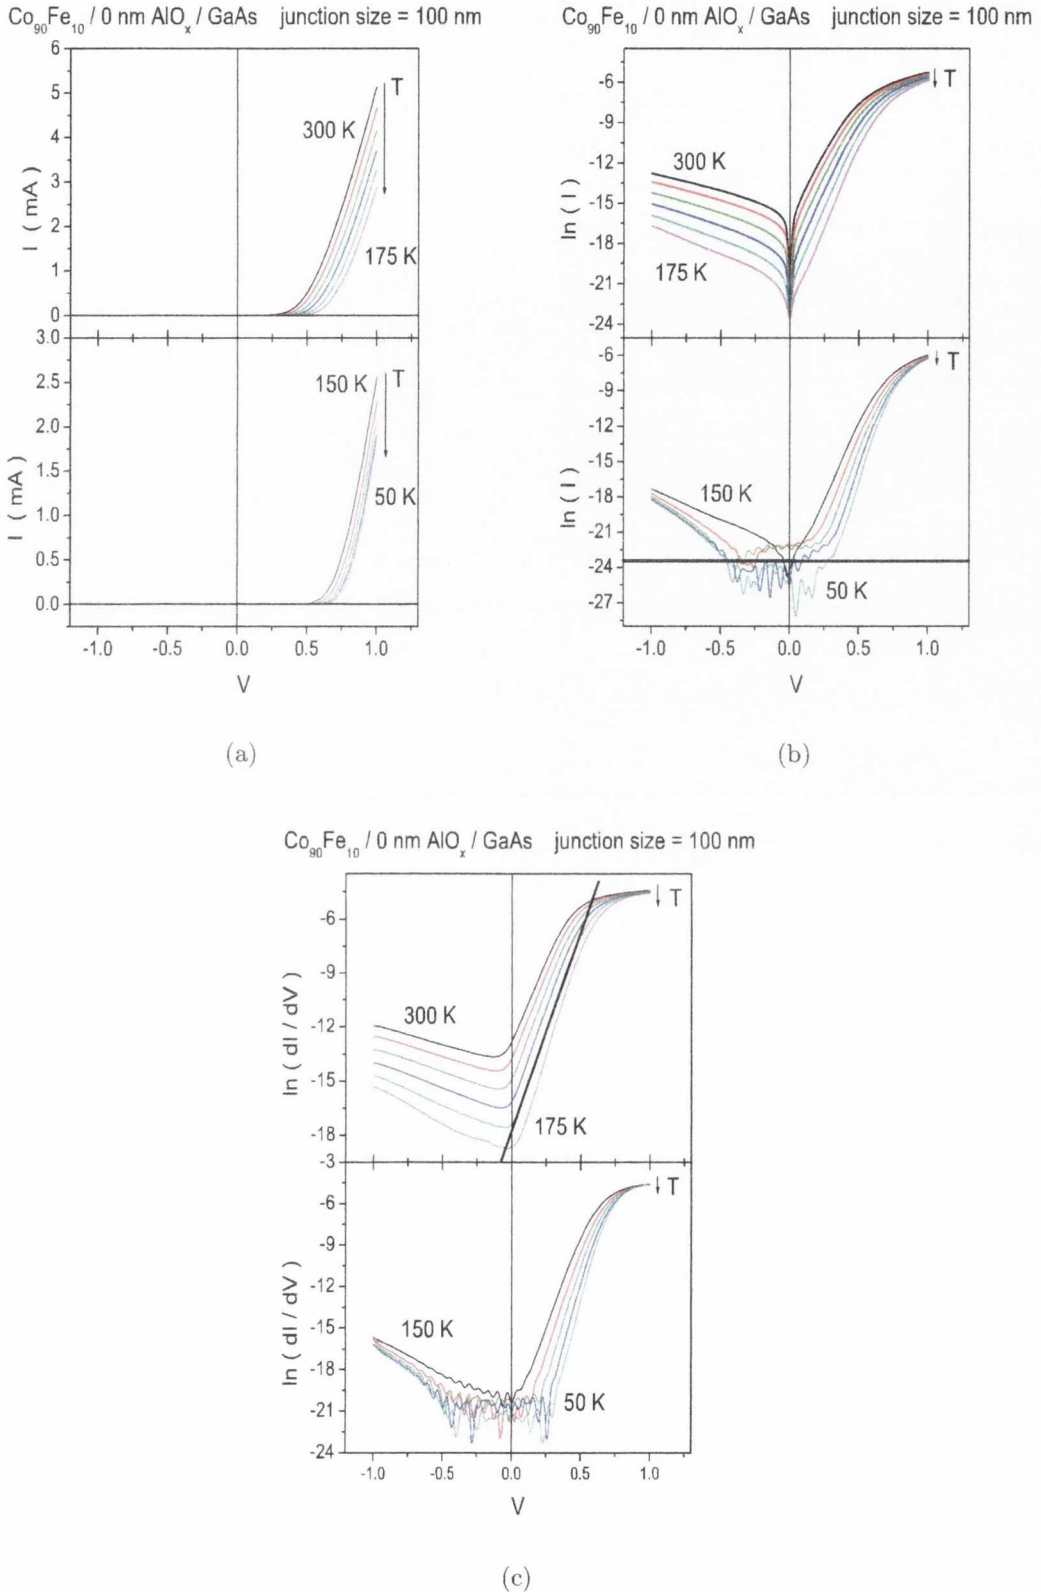 Co90Fe10 / 0 nm AlOx / GaAs junction size = 100 nm
6
5
4
3
2
1
0
I ( mA )
300 K
T
175 K
3.0
2.5
2.0
1.5
1.0
0.5
0.0
I ( mA )
150 K
T
50 K
-1.0 -0.5 0.0 0.5 1.0
V
(a)
Co90Fe10 / 0 nm AlOx / GaAs junction size = 100 nm
-6
-9
-12
-15
-18
-21
-24
ln ( I )
T
300 K
175 K
-6
-9
-12
-15
-18
-21
-24
-27
ln ( I )
T
150 K
50 K
-1.0 -0.5 0.0 0.5 1.0
V
(b)
Co90Fe10 / 0 nm AlOx / GaAs junction size = 100 nm
-6
-9
-12
-15
-18
ln ( dI / dV )
T
300 K
175 K
-3
-6
-9
-12
-15
-18
-21
-24
ln ( dI / dV )
T
150 K
50 K
-1.0 -0.5 0.0 0.5 1.0
V
(c)